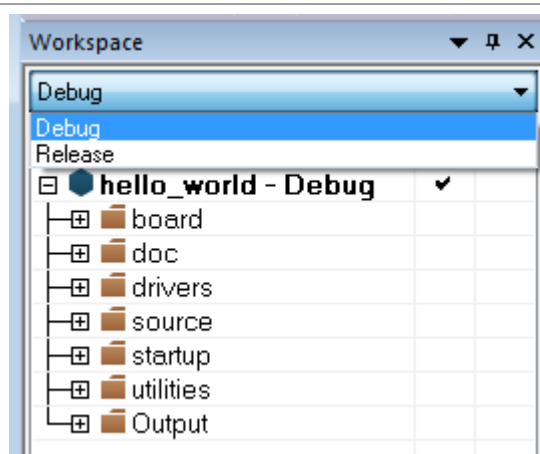 Workspace
Debug
Debug
Release
hello_world - Debug
board
doc
drivers
source
startup
utilities
Output